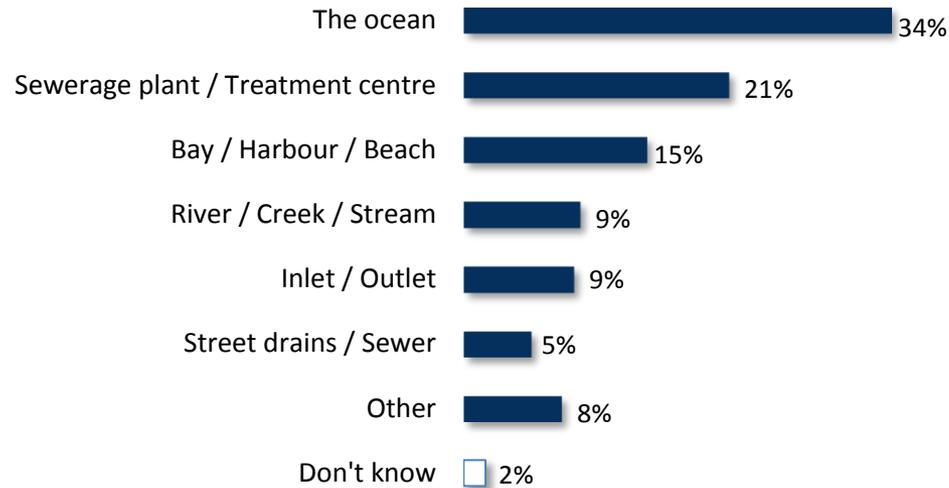 The ocean 34%
Sewerage plant / Treatment centre 21%
Bay / Harbour / Beach 15%
River / Creek / Stream 9%
Inlet / Outlet 9%
Street drains / Sewer 5%
Other 8%
Don't know 2%